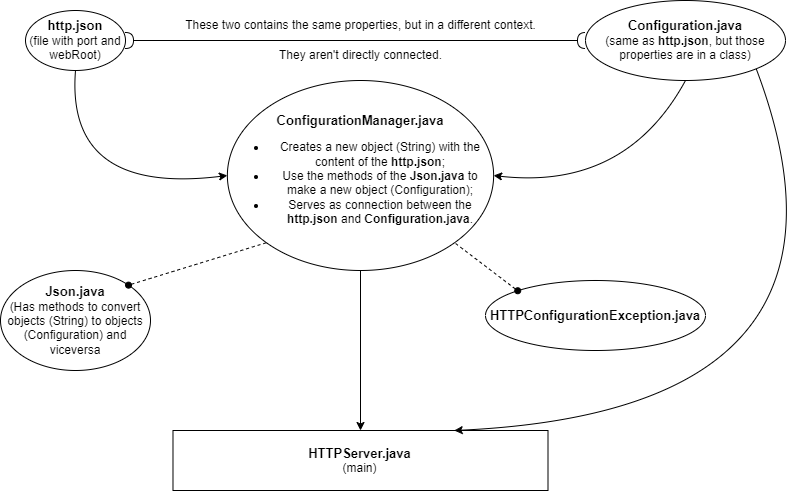 http.json
(file with port and
webRoot)
These two contains the same properties, but in a different context.
They aren't directly connected.
Configuration.java
(same as http.json, but those
properties are in a class)
ConfigurationManager.java
Creates a new object (String) with the
content of the http.json;
Use the methods of the Json.java to
make a new object (Configuration);
Serves as connection between the
http.json and Configuration.java.
Json.java
(Has methods to convert
objects (String) to objects
(Configuration) and
viceversa
HTTPConfigurationException.java
HTTPServer.java
(main)